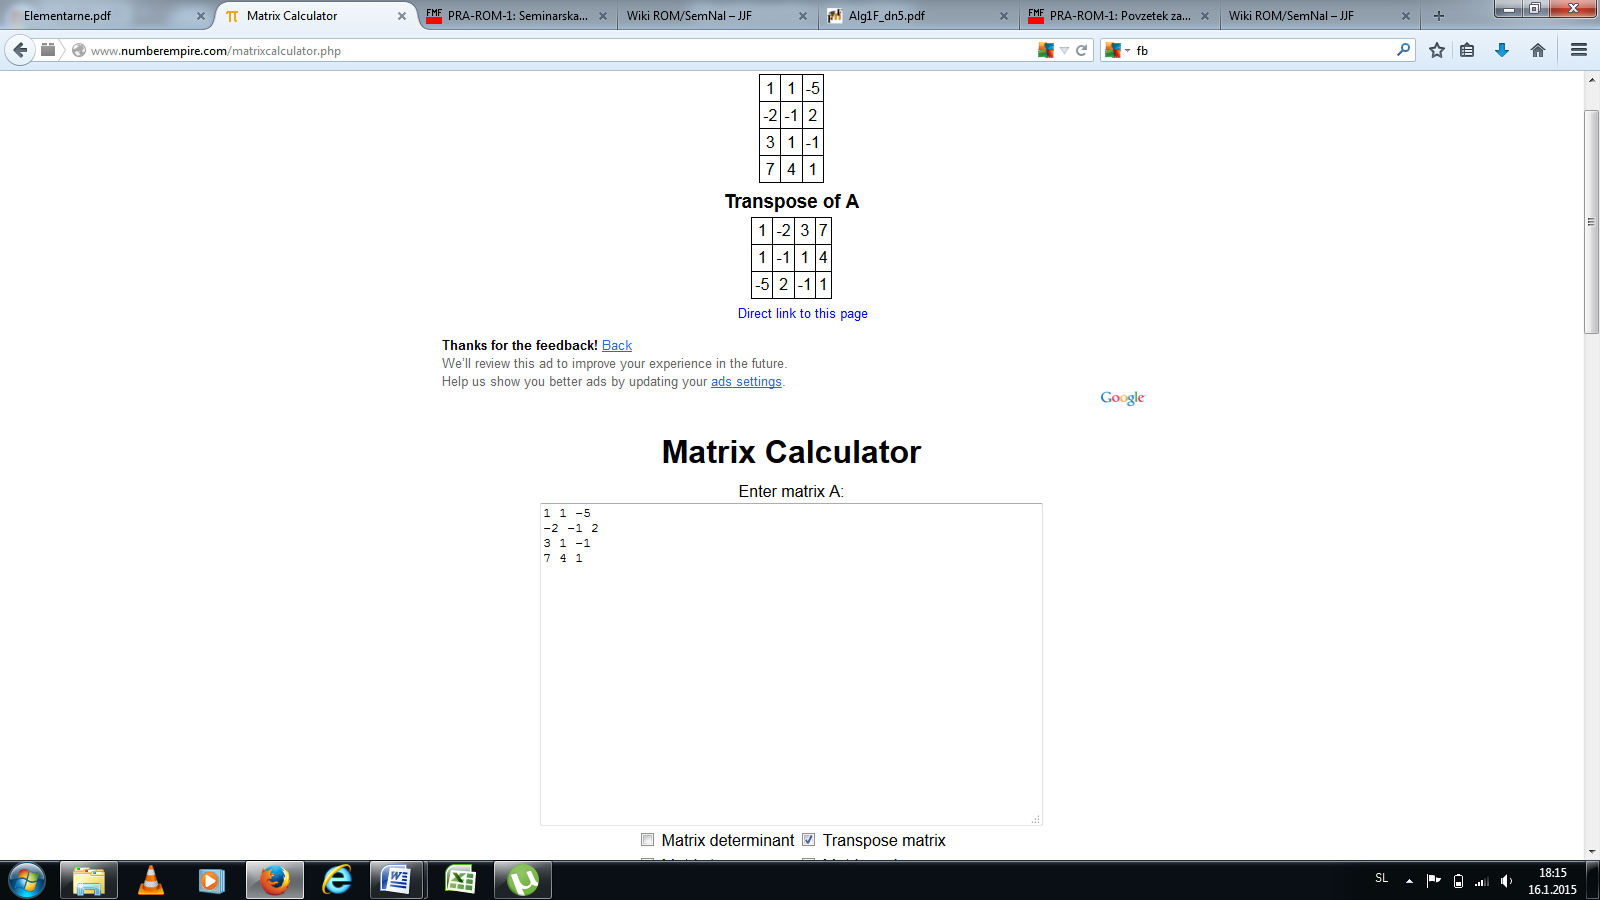 Elementarne.pdf
Matrix Calculator
FMF PRA-ROM-1: Seminarska...
Wiki ROM/SemNal – JJF
Alg1F_dn5.pdf
FMF PRA-ROM-1: Povzetek za...
Wiki ROM/SemNal – JJF
www.numberempire.com/matrixcalculator.php
fb
1 1 -5
-2 -1 2
3 1 -1
7 4 1
Transpose of A
1 -2 3 7
1 -1 1 4
-5 2 -1 1
Direct link to this page
Thanks for the feedback! Back
We'll review this ad to improve your experience in the future.
Help us show you better ads by updating your ads settings.
Google
Matrix Calculator
Enter matrix A:
1 1 -5
-2 -1 2
3 1 -1
7 4 1
Matrix determinant Transpose matrix
SL
18:15
16.1.2015